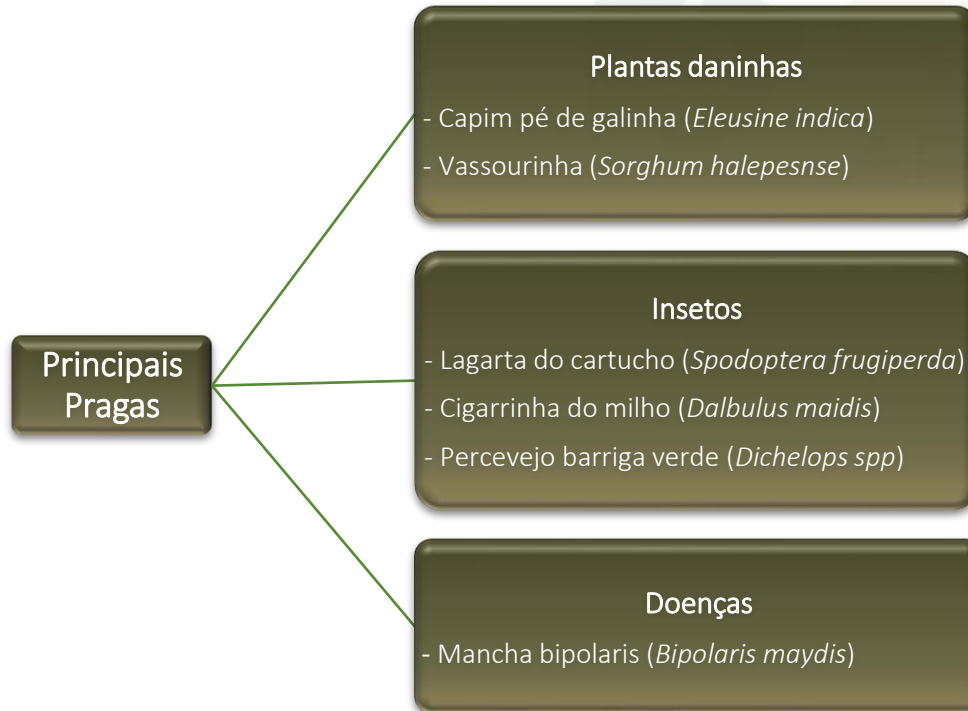 Plantas daninhas
- Capim pé de galinha (Eleusine indica)
- Vassourinha (Sorghum halepesnse)
Principais
Pragas
Insetos
- Lagarta do cartucho (Spodoptera frugiperda)
- Cigarrinha do milho (Dalbulus maidis)
- Percevejo barriga verde (Dichelops spp)
Doenças
- Mancha bipolaris (Bipolaris maydis)